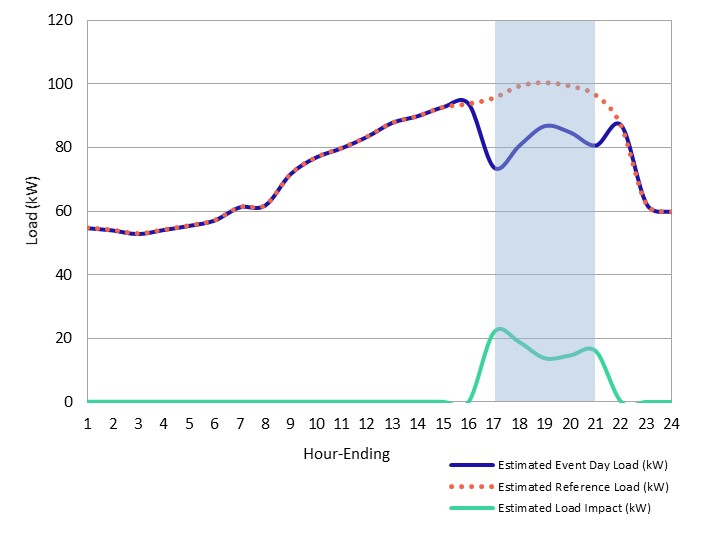 120
100
80
60
40
20
0
Load (kW)
1 2 3 4 5 6 7 8 9 10 11 12 13 14 15 16 17 18 19 20 21 22 23 24
Hour-Ending
Estimated Event Day Load (kW)
Estimated Reference Load (kW)
Estimated Load Impact (kW)